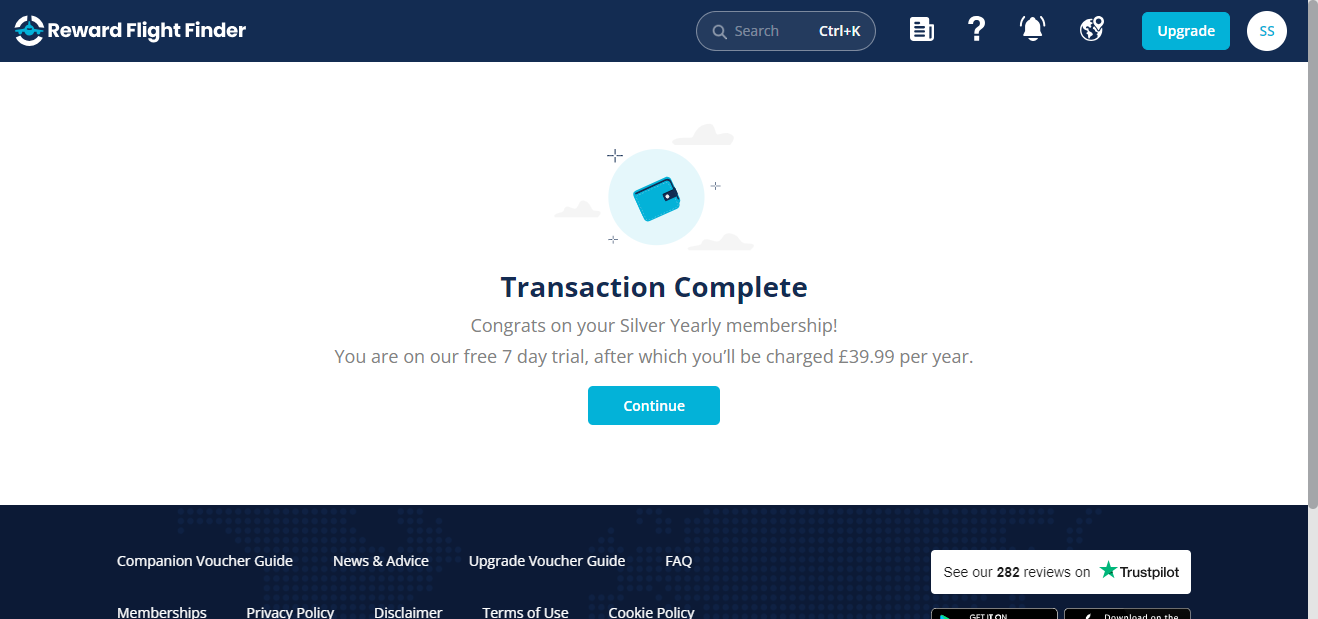 Reward Flight Finder
Search Ctrl+K
Upgrade
SS
Transaction Complete
Congrats on your Silver Yearly membership!
You are on our free 7 day trial, after which you’ll be charged £39.99 per year.
Continue
Companion Voucher Guide News & Advice Upgrade Voucher Guide FAQ
See our 282 reviews on Trustpilot
Memberships Privacy Policy Disclaimer Terms of Use Cookie Policy
GET IT ON Download on the